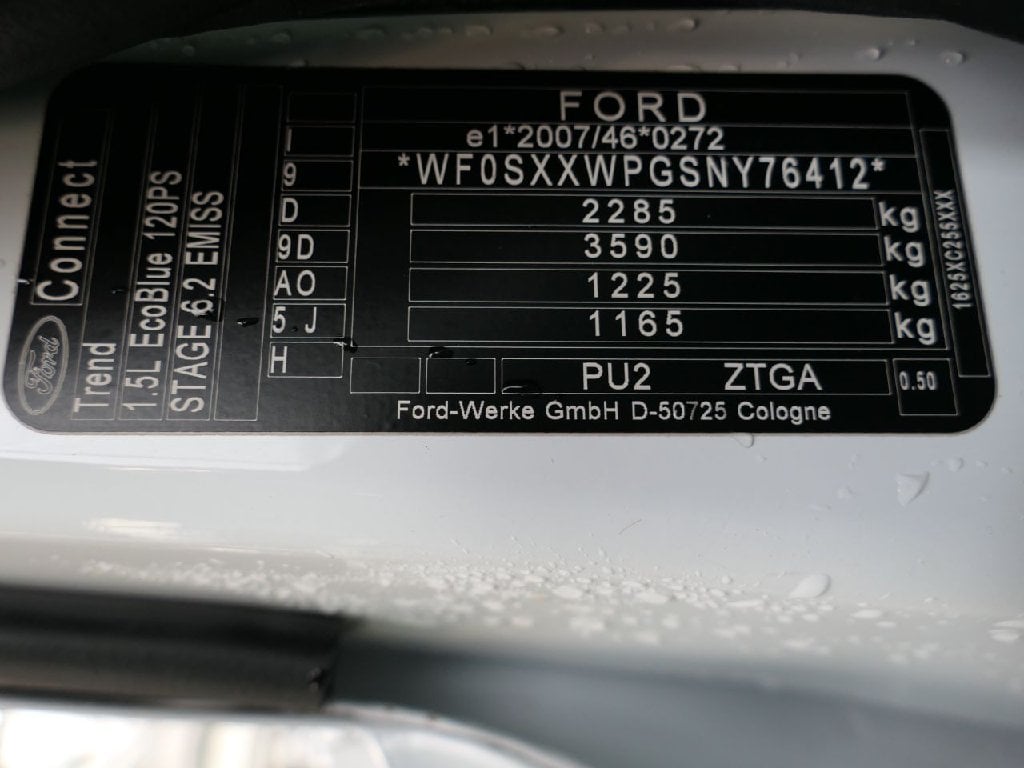 FORD
e1*2007/46*0272
*WF0SXXWPGSNY76412*
I
9
D 2285 kg
9D 3590 kg
AO 1225 kg
5 J 1165 kg
H PU2 ZTGA 0.50
Ford-Werke GmbH D-50725 Cologne
Connect
Ford
Trend
1.5L EcoBlue 120PS
STAGE 6.2 EMISS
1625XC255XXX